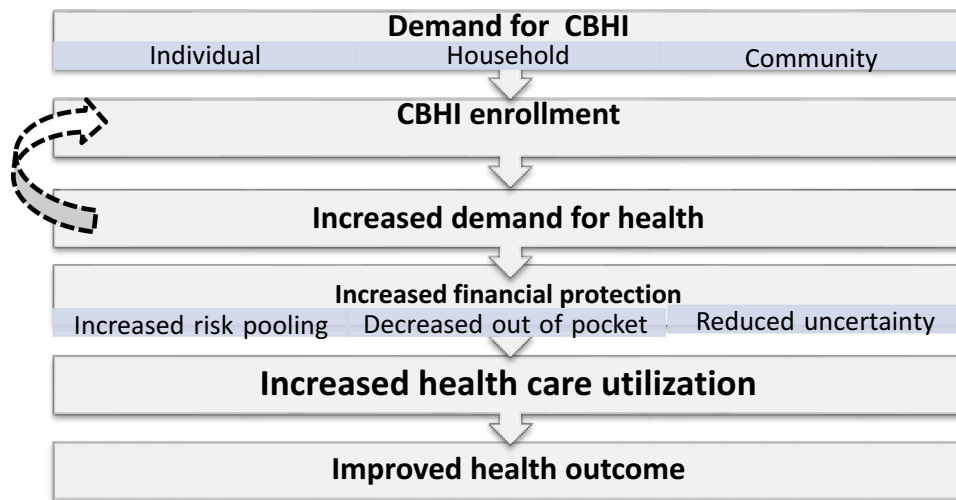 Demand for CBHI
Individual Household Community
CBHI enrollment
Increased demand for health
Increased financial protection
Increased risk pooling Decreased out of pocket Reduced uncertainty
Increased health care utilization
Improved health outcome